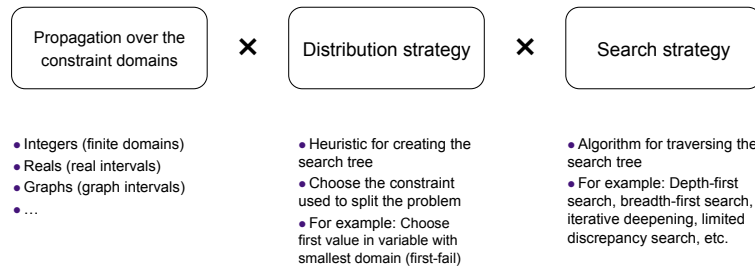 Propagation over the
constraint domains
×
Distribution strategy
×
Search strategy
• Integers (finite domains)
• Reals (real intervals)
• Graphs (graph intervals)
• …
• Heuristic for creating the
search tree
• Choose the constraint
used to split the problem
• For example: Choose
first value in variable with
smallest domain (first-fail)
• Algorithm for traversing the
search tree
• For example: Depth-first
search, breadth-first search,
iterative deepening, limited
discrepancy search, etc.